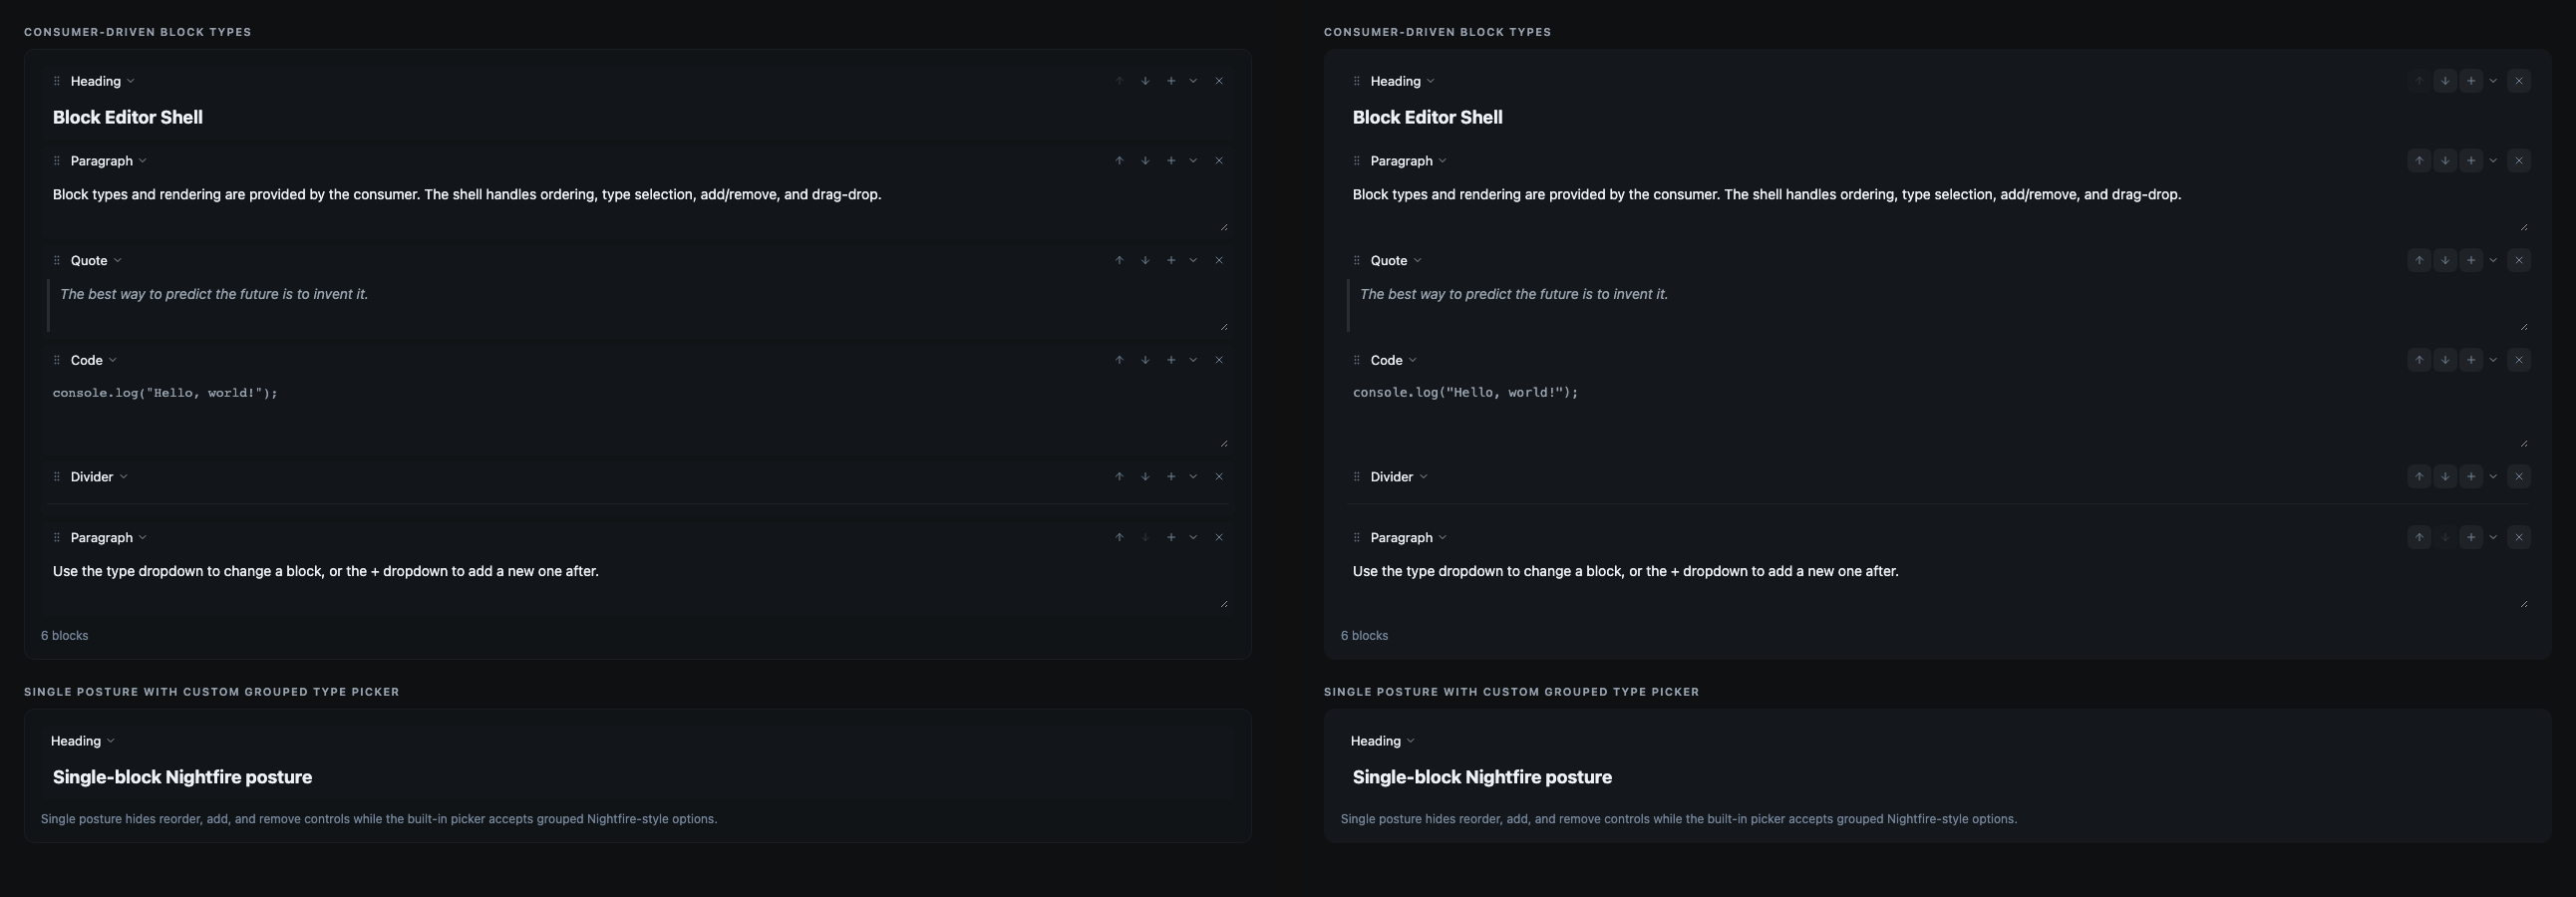 CONSUMER-DRIVEN BLOCK TYPES
Heading
Block Editor Shell
Paragraph
Block types and rendering are provided by the consumer. The shell handles ordering, type selection, add/remove, and drag-drop.
Quote
The best way to predict the future is to invent it.
Code
console.log("Hello, world!");
Divider
Paragraph
Use the type dropdown to change a block, or the + dropdown to add a new one after.
6 blocks
SINGLE POSTURE WITH CUSTOM GROUPED TYPE PICKER
Heading
Single-block Nightfire posture
Single posture hides reorder, add, and remove controls while the built-in picker accepts grouped Nightfire-style options.
CONSUMER-DRIVEN BLOCK TYPES
Heading
Block Editor Shell
Paragraph
Block types and rendering are provided by the consumer. The shell handles ordering, type selection, add/remove, and drag-drop.
Quote
The best way to predict the future is to invent it.
Code
console.log("Hello, world!");
Divider
Paragraph
Use the type dropdown to change a block, or the + dropdown to add a new one after.
6 blocks
SINGLE POSTURE WITH CUSTOM GROUPED TYPE PICKER
Heading
Single-block Nightfire posture
Single posture hides reorder, add, and remove controls while the built-in picker accepts grouped Nightfire-style options.